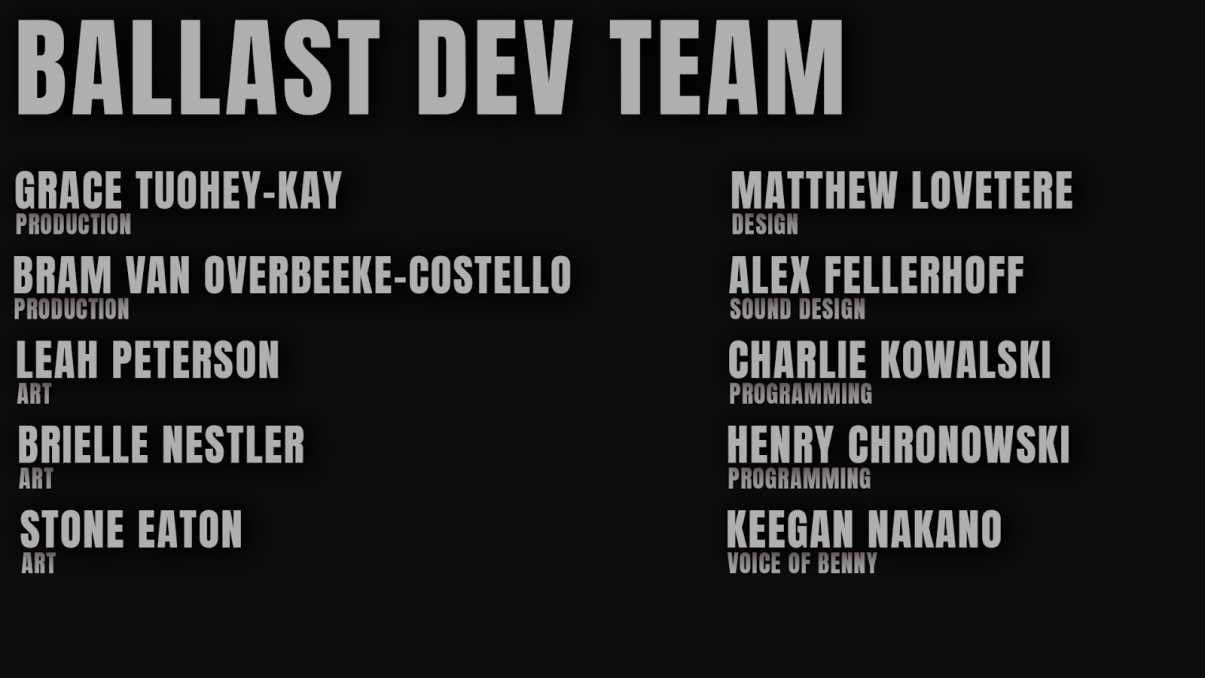 BALLAST DEV TEAM
GRACE TUOHEY-KAY
PRODUCTION
BRAM VAN OVERBEEKE-COSTELLO
PRODUCTION
LEAH PETERSON
ART
BRIELLE NESTLER
ART
STONE EATON
ART
MATTHEW LOVETERE
DESIGN
ALEX FELLERHOFF
SOUND DESIGN
CHARLIE KOWALSKI
PROGRAMMING
HENRY CHRONOWSKI
PROGRAMMING
KEEGAN NAKANO
VOICE OF BENNY